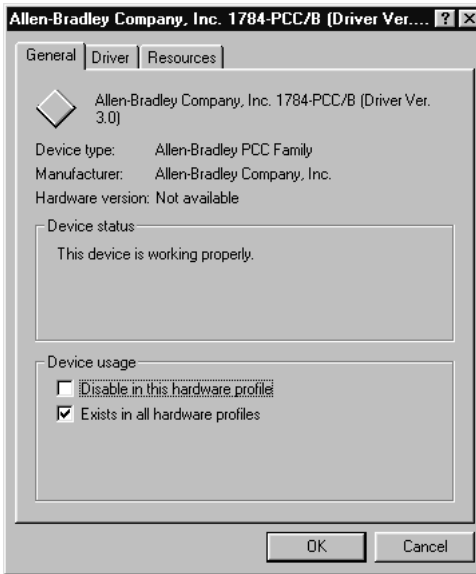 Allen-Bradley Company, Inc. 1784-PCC/B (Driver Ver.... ? ×
General Driver Resources
Allen-Bradley Company, Inc. 1784-PCC/B (Driver Ver.
3.0)
Device type: Allen-Bradley PCC Family
Manufacturer: Allen-Bradley Company, Inc.
Hardware version: Not available
Device status
This device is working properly.
Device usage
Disable in this hardware profile
Exists in all hardware profiles
OK Cancel